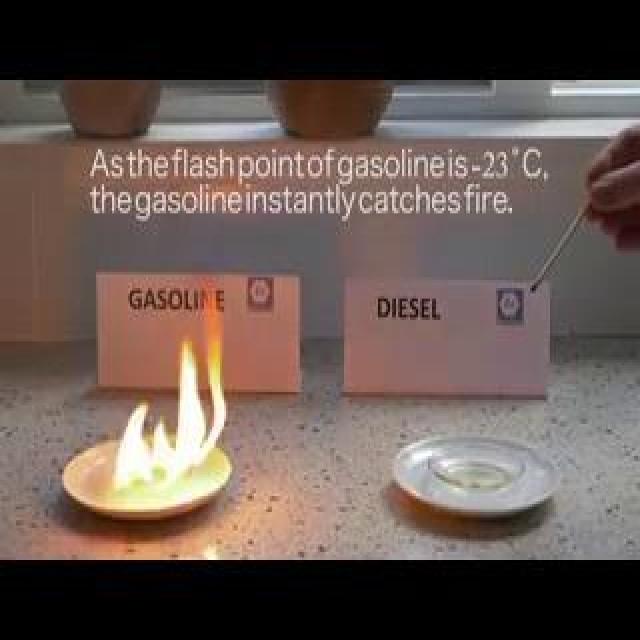 As the flash point of gasoline is -23°C,
the gasoline instantly catches fire.
GASOLINE
DIESEL